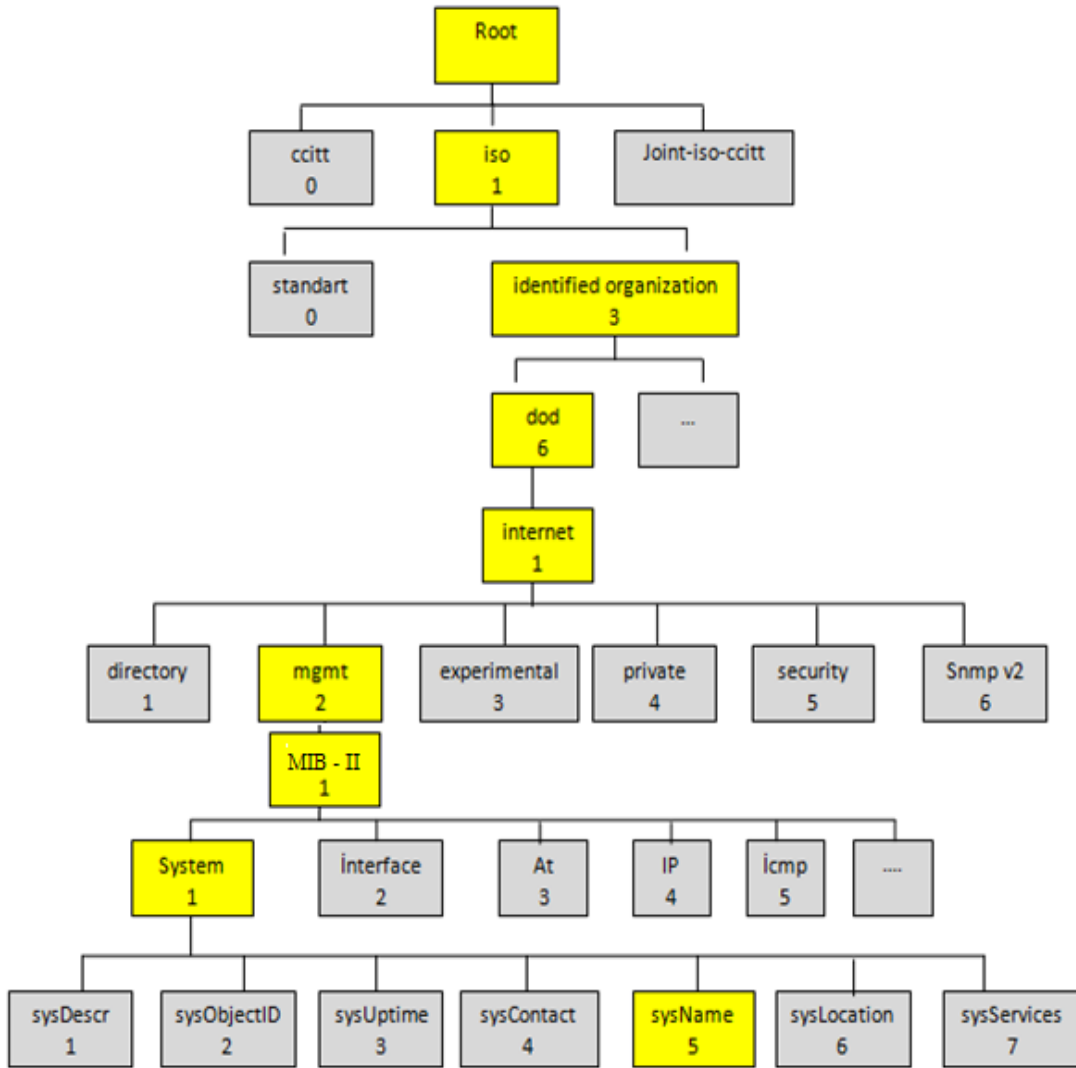 Root
ccitt
0
iso
1
Joint-iso-ccitt
standart
0
identified organization
3
dod
6
...
internet
1
directory
1
mgmt
2
experimental
3
private
4
security
5
Snmp v2
6
MIB - II
1
System
1
İnterface
2
At
3
IP
4
İcmp
5
....
sysDescr
1
sysObjectID
2
sysUptime
3
sysContact
4
sysName
5
sysLocation
6
sysServices
7